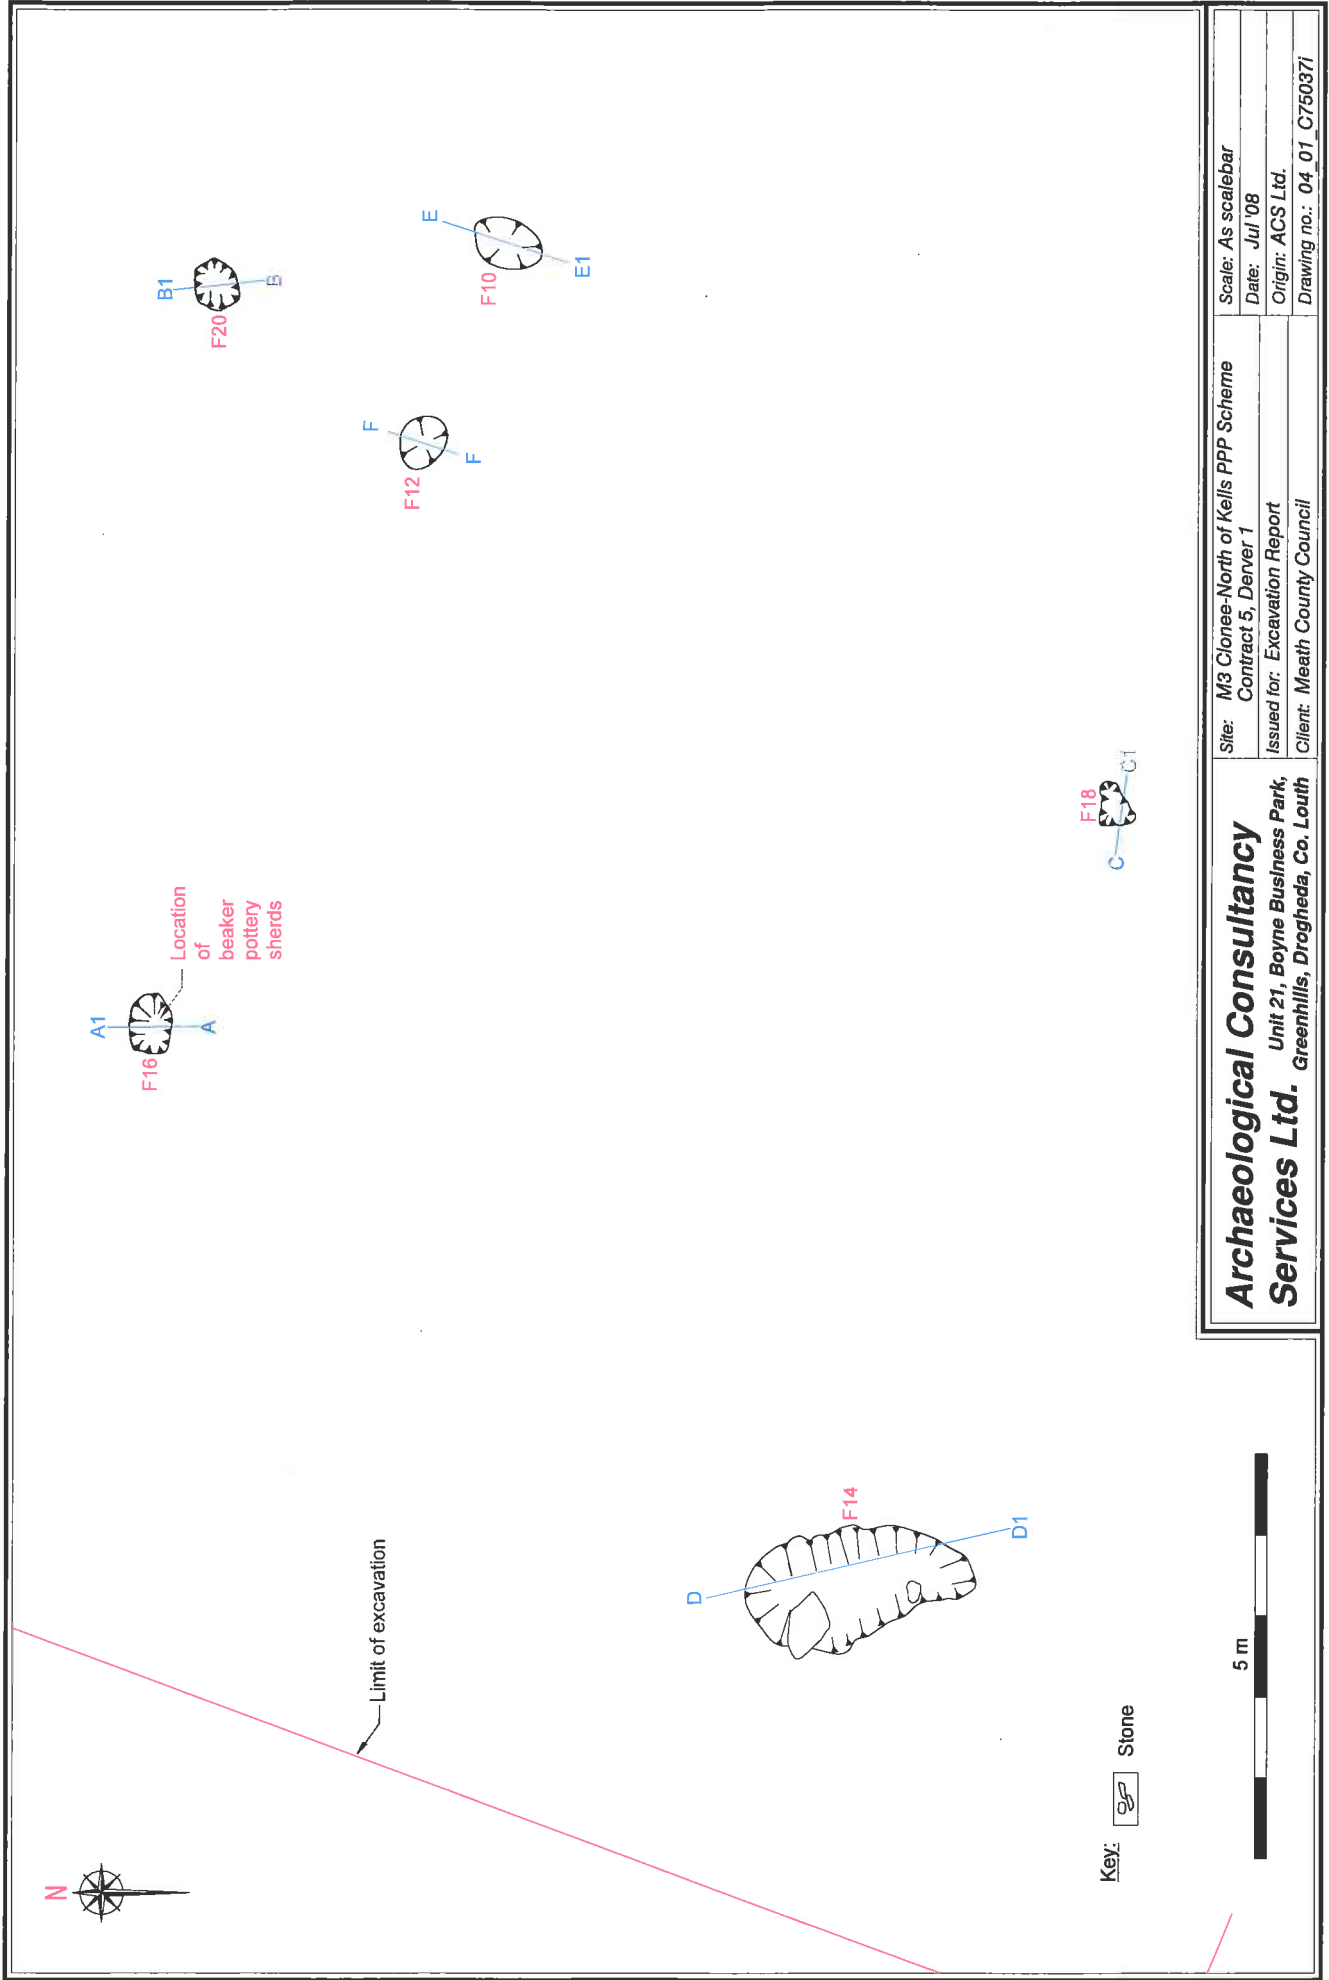 N
Limit of excavation
A1
A
F16
Location
of
beaker
pottery
sherds
B1
B
F20
E
E1
F10
F
F
F12
D
D1
F14
F18
C
C1
Key:
Stone
5 m
Archaeological Consultancy
Services Ltd.
Unit 21, Boyne Business Park,
Greenhills, Drogheda, Co. Louth
Site: M3 Clonee-North of Kells PPP Scheme
Contract 5, Derver 1
Issued for: Excavation Report
Client: Meath County Council
Scale: As scalebar
Date: Jul '08
Origin: ACS Ltd.
Drawing no.: 04_01_C75037i